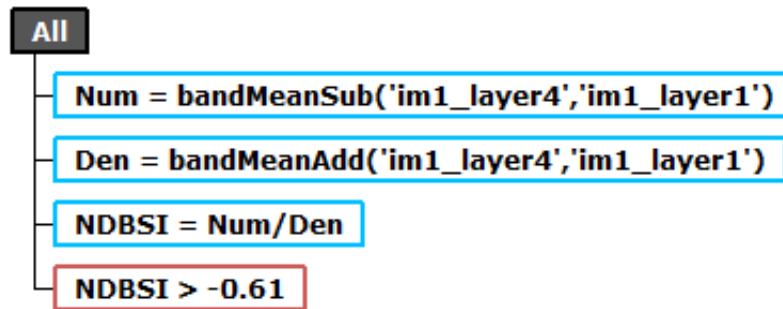 All
Num = bandMeanSub('im1_layer4','im1_layer1')
Den = bandMeanAdd('im1_layer4','im1_layer1')
NDBSI = Num/Den
NDBSI > -0.61